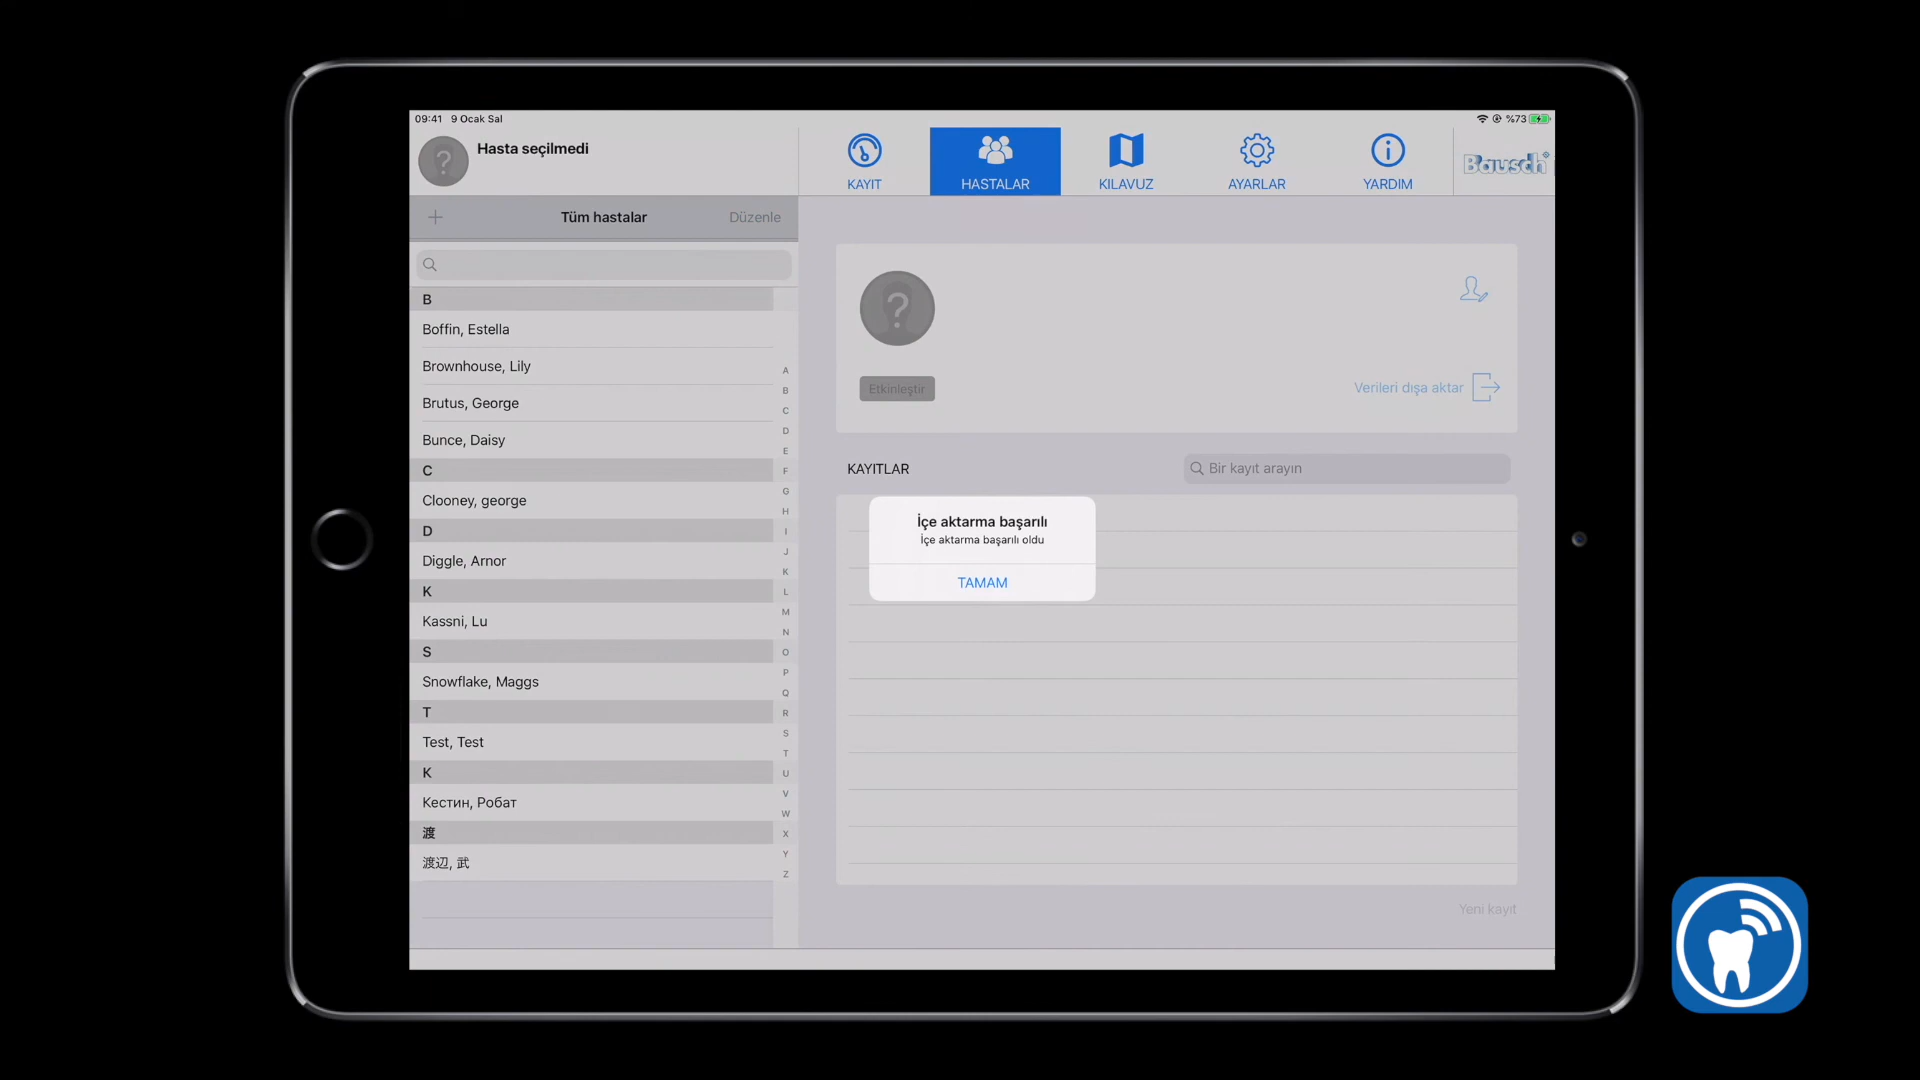 09:41 9 Ocak Sal
%73
Hasta seçilmedi
KAYIT
HASTALAR
KILAVUZ
AYARLAR
YARDIM
Bausch
Tüm hastalar
Düzenle
B
Boffin, Estella
Brownhouse, Lily
Brutus, George
Bunce, Daisy
C
Clooney, george
D
Diggle, Arnor
K
Kassni, Lu
S
Snowflake, Maggs
T
Test, Test
К
Кестин, Робат
渡
渡辺, 武
A
B
C
D
E
F
G
H
I
J
K
L
M
N
O
P
Q
R
S
T
U
V
W
X
Y
Z
Etkinleştir
Verileri dışa aktar
KAYITLAR
Bir kayıt arayın
İçe aktarma başarılı
İçe aktarma başarılı oldu
TAMAM
Yeni kayıt